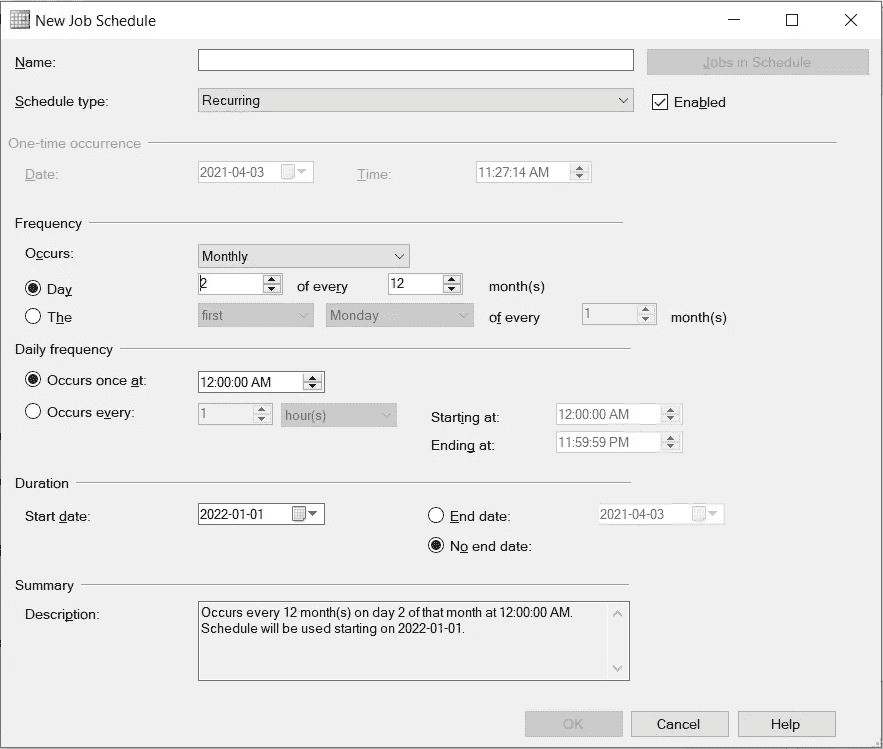 New Job Schedule
Name:
Jobs in Schedule
Schedule type: Recurring Enabled
One-time occurrence
Date: 2021-04-03 Time: 11:27:14 AM
Frequency
Occurs: Monthly
Day 2 of every 12 month(s)
The first Monday of every 1 month(s)
Daily frequency
Occurs once at: 12:00:00 AM
Occurs every: 1 hour(s) Starting at: 12:00:00 AM
Ending at: 11:59:59 PM
Duration
Start date: 2022-01-01 End date: 2021-04-03
No end date:
Summary
Description: Occurs every 12 month(s) on day 2 of that month at 12:00:00 AM.
Schedule will be used starting on 2022-01-01.
OK Cancel Help